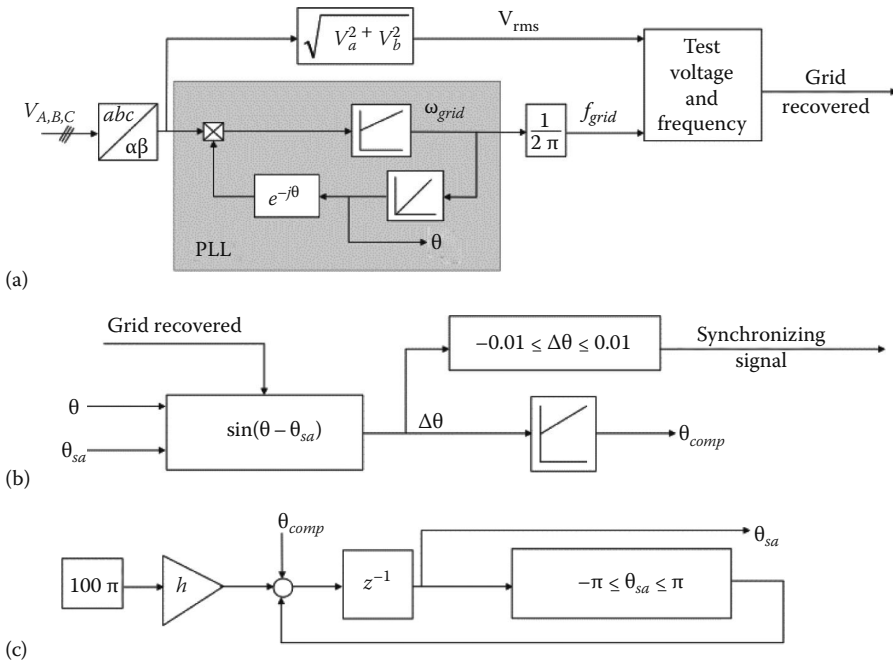 √V_a^2 + V_b^2
V_rms
Test
voltage
and
frequency
Grid
recovered
V_A,B,C
abc
αβ
ω_grid
1
2 π
f_grid
e^−jθ
θ
PLL
(a)
Grid recovered
−0.01 ≤ Δθ ≤ 0.01
Synchronizing
signal
θ
θ_sa
sin(θ − θ_sa)
Δθ
θ_comp
(b)
θ_comp
θ_sa
100 π
h
z^−1
−π ≤ θ_sa ≤ π
(c)